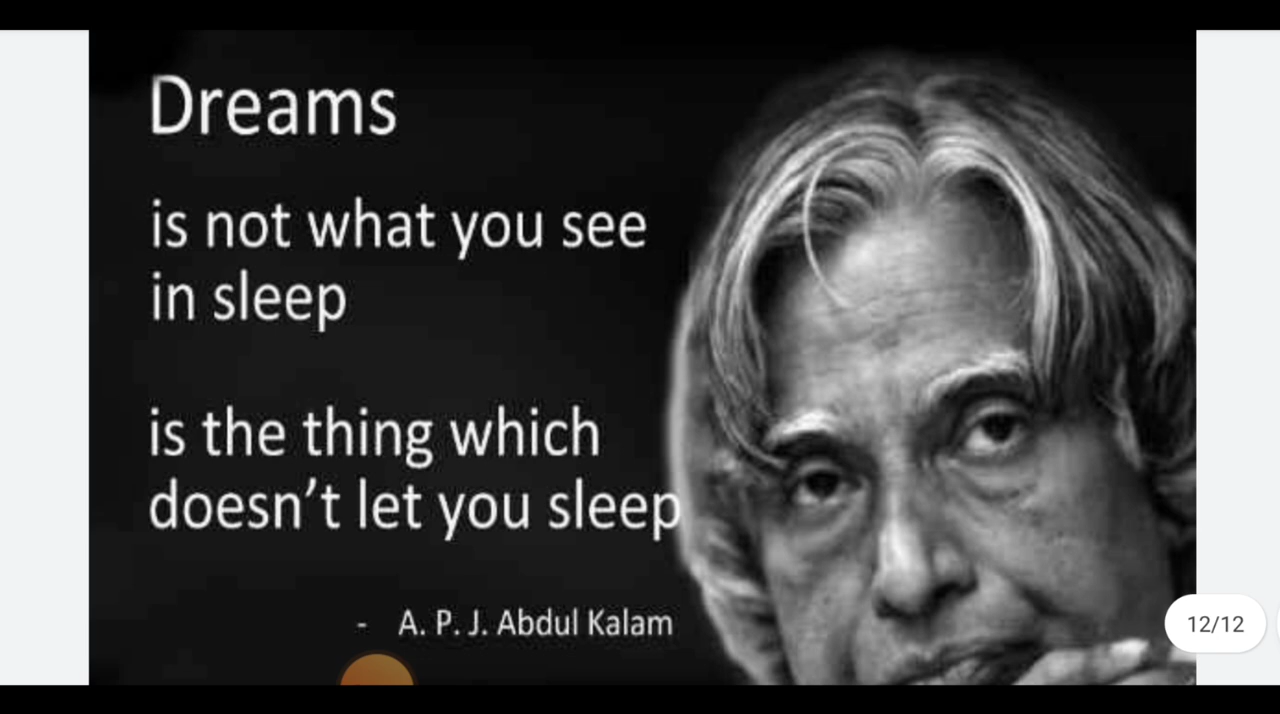 Dreams
is not what you see
in sleep
is the thing which
doesn't let you sleep
- A. P. J. Abdul Kalam
12/12